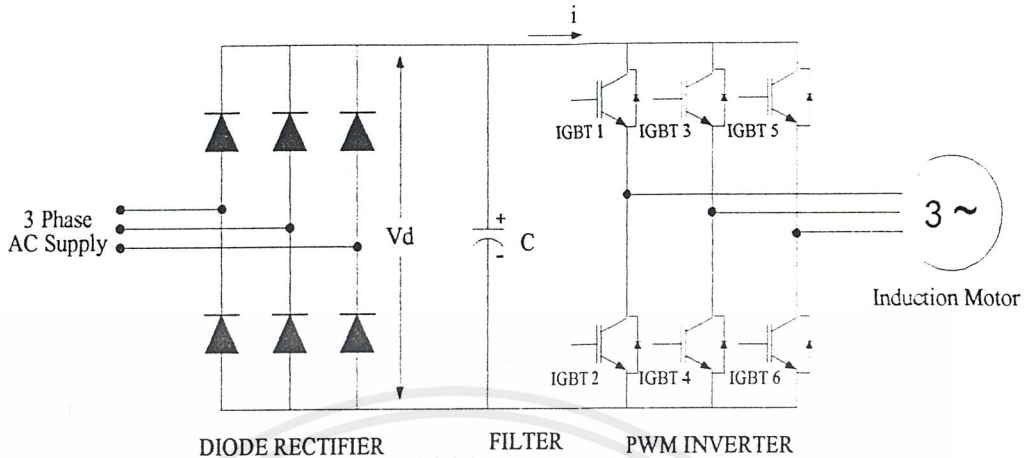 i
IGBT 1
IGBT 3
IGBT 5
3 Phase
AC Supply
Vd
+
C
-
3 ~
Induction Motor
IGBT 2
IGBT 4
IGBT 6
DIODE RECTIFIER
FILTER
PWM INVERTER